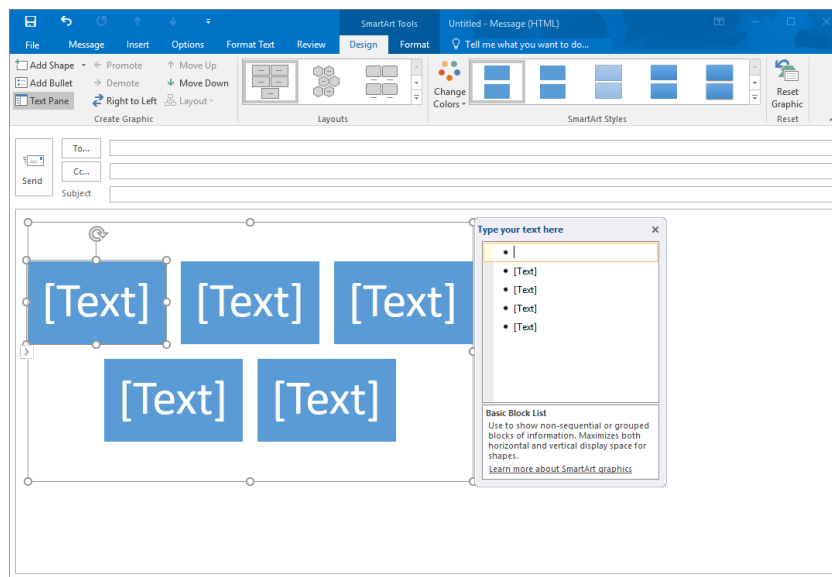 SmartArt Tools Untitled - Message (HTML)
File Message Insert Options Format Text Review Design Format Tell me what you want to do...
Add Shape Promote Move Up
Add Bullet Demote Move Down
Text Pane Right to Left Layout
Create Graphic
Layouts
Change
Colors
SmartArt Styles
Reset
Graphic
Reset
To...
Cc...
Send
Subject
[Text] [Text] [Text]
[Text] [Text]
Type your text here
[Text]
[Text]
[Text]
[Text]
Basic Block List
Use to show non-sequential or grouped
blocks of information. Maximizes both
horizontal and vertical display space for
shapes.
Learn more about SmartArt graphics